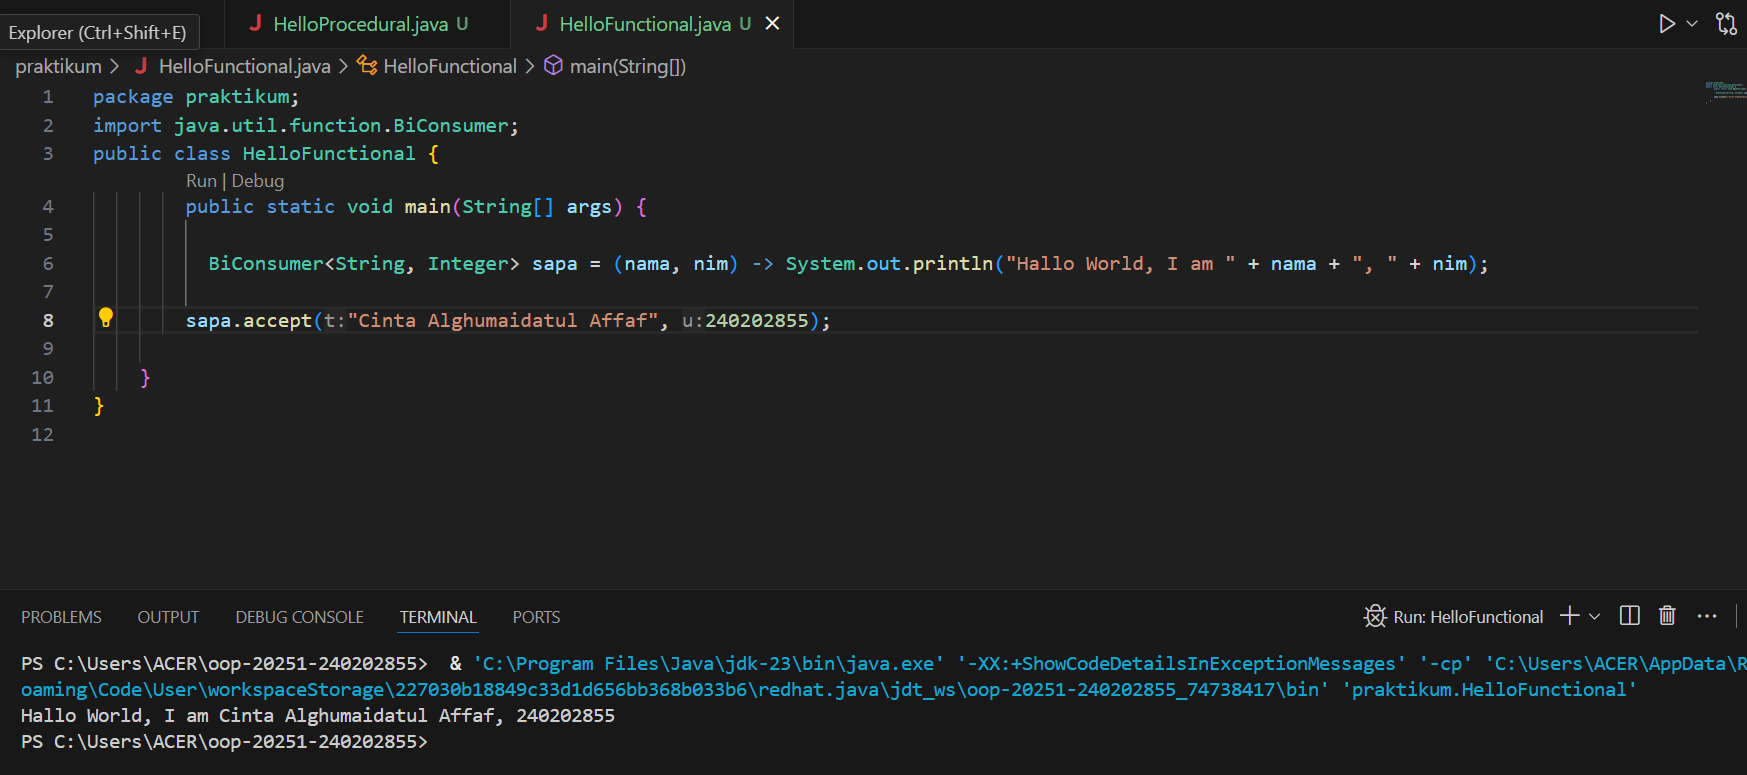 Explorer (Ctrl+Shift+E)
HelloProcedural.java U
HelloFunctional.java U
praktikum > HelloFunctional.java > HelloFunctional > main(String[])
1 package praktikum;
2 import java.util.function.BiConsumer;
3 public class HelloFunctional {
Run | Debug
4 public static void main(String[] args) {
5
6 BiConsumer<String, Integer> sapa = (nama, nim) -> System.out.println("Hallo World, I am " + nama + ", " + nim);
7
8 sapa.accept(t:"Cinta Alghumaidatul Affaf", u:240202855);
9
10 }
11 }
12
PROBLEMS OUTPUT DEBUG CONSOLE TERMINAL PORTS
Run: HelloFunctional
PS C:\Users\ACER\oop-20251-240202855> & 'C:\Program Files\Java\jdk-23\bin\java.exe' '-XX:+ShowCodeDetailsInExceptionMessages' '-cp' 'C:\Users\ACER\AppData\R
oaming\Code\User\workspaceStorage\227030b18849c33d1d656bb368b033b6\redhat.java\jdt_ws\oop-20251-240202855_74738417\bin' 'praktikum.HelloFunctional'
Hallo World, I am Cinta Alghumaidatul Affaf, 240202855
PS C:\Users\ACER\oop-20251-240202855>